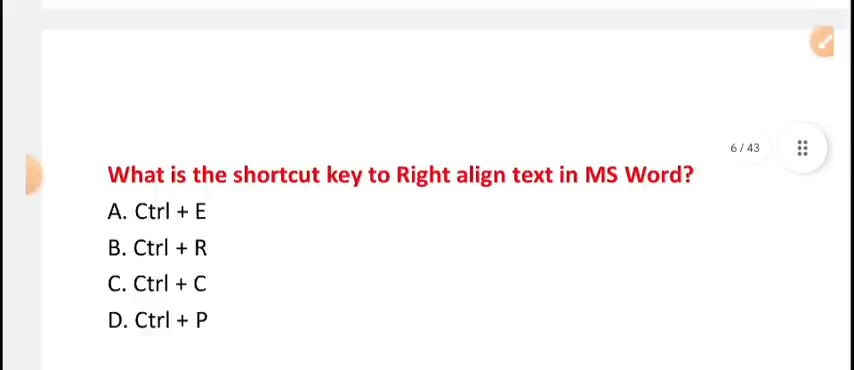 6 / 43
What is the shortcut key to Right align text in MS Word?
A. Ctrl + E
B. Ctrl + R
C. Ctrl + C
D. Ctrl + P